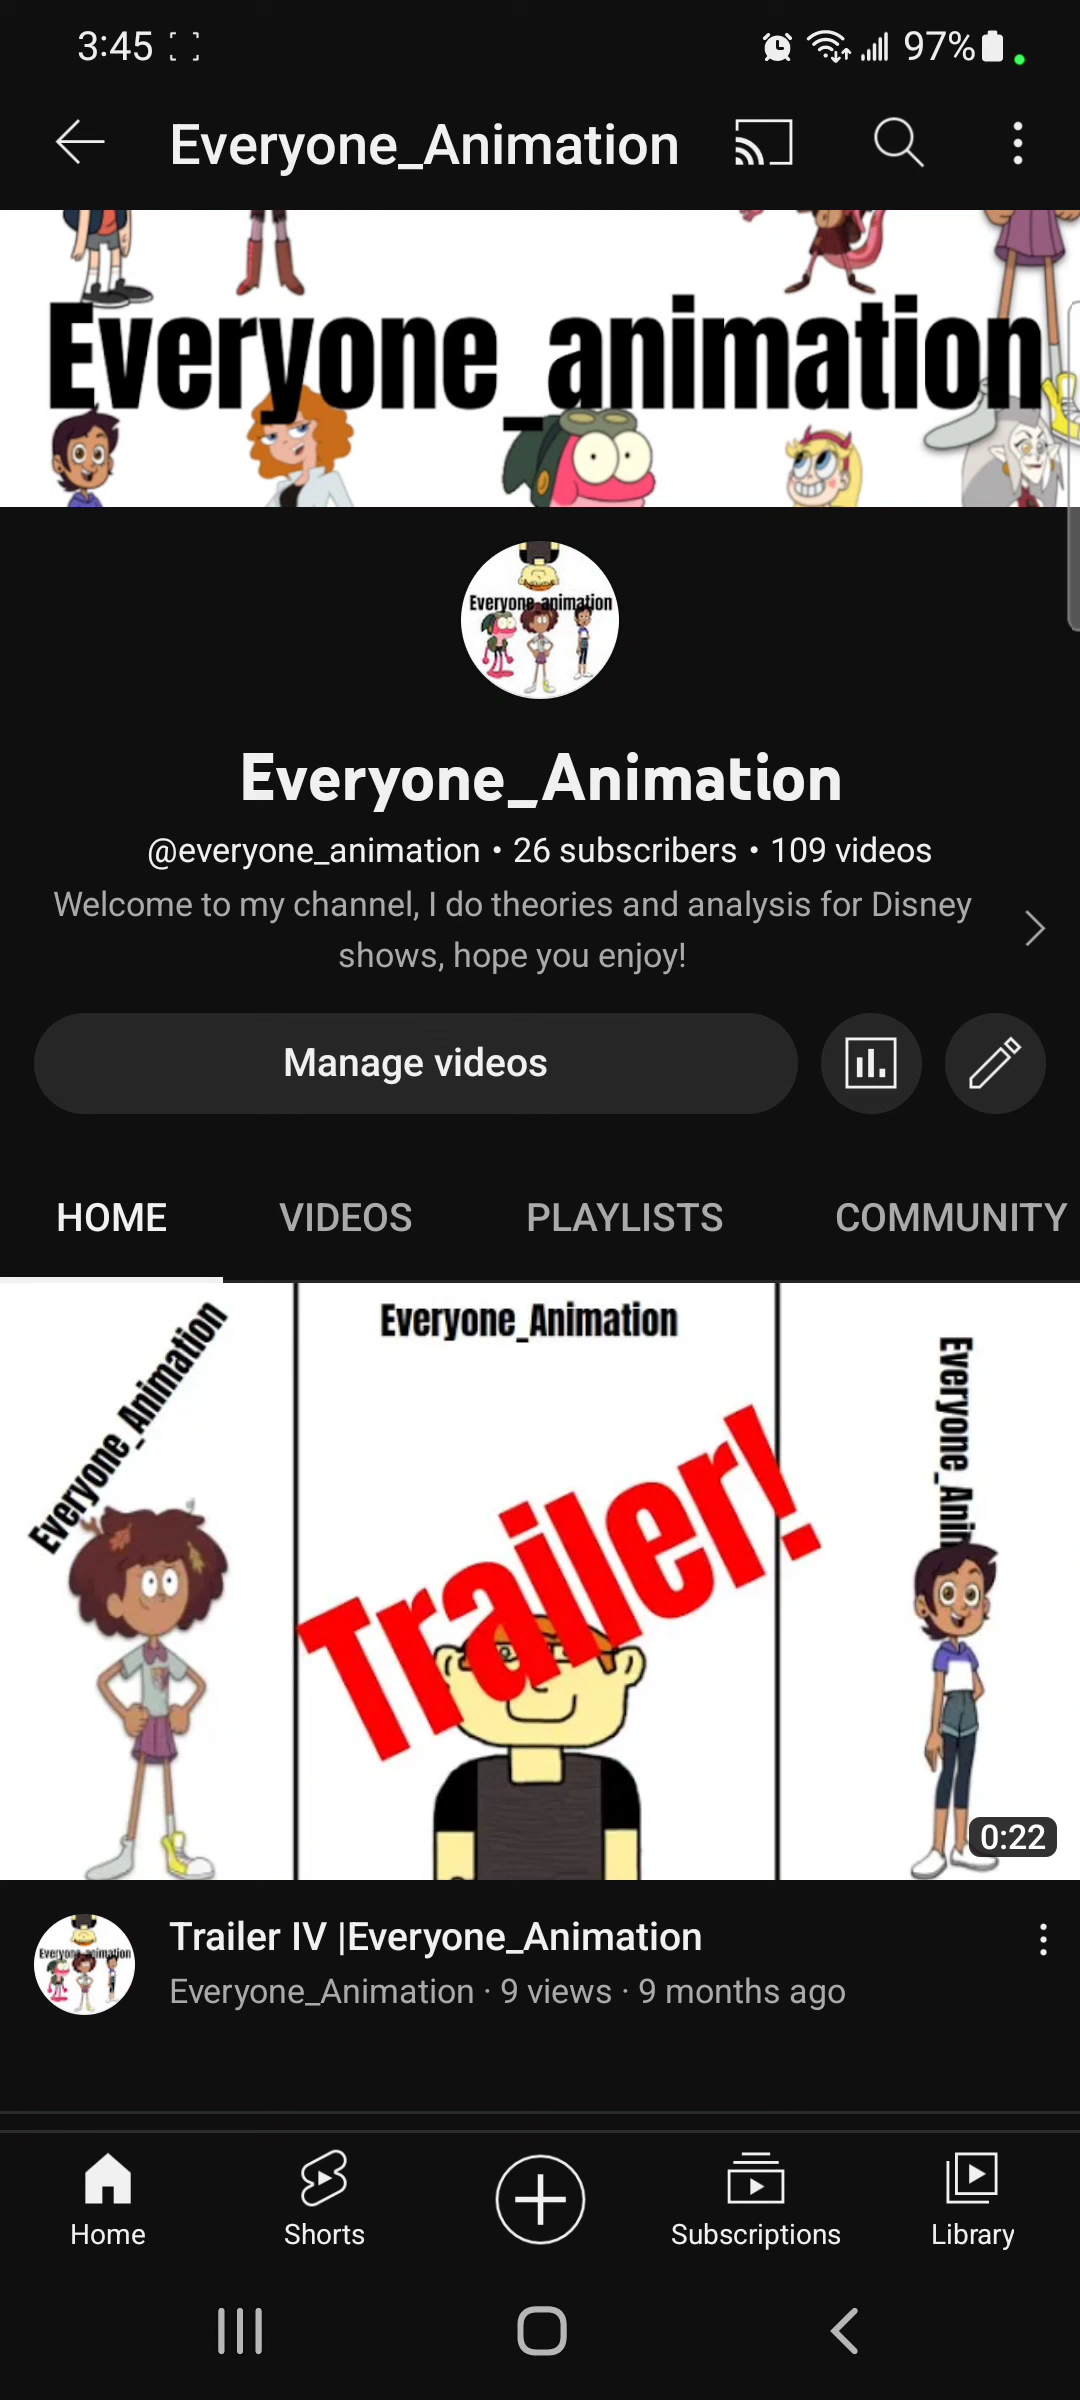 3:45
97%
Everyone_Animation
Everyone_animation
Everyone_animation
Everyone_Animation
@everyone_animation • 26 subscribers • 109 videos
Welcome to my channel, I do theories and analysis for Disney
shows, hope you enjoy!
Manage videos
HOME
VIDEOS
PLAYLISTS
COMMUNITY
Everyone_Animation
Everyone_Animation
Everyone_Anin
Trailer!
0:22
Everyone_animation
Trailer IV |Everyone_Animation
Everyone_Animation · 9 views · 9 months ago
Home
Shorts
Subscriptions
Library